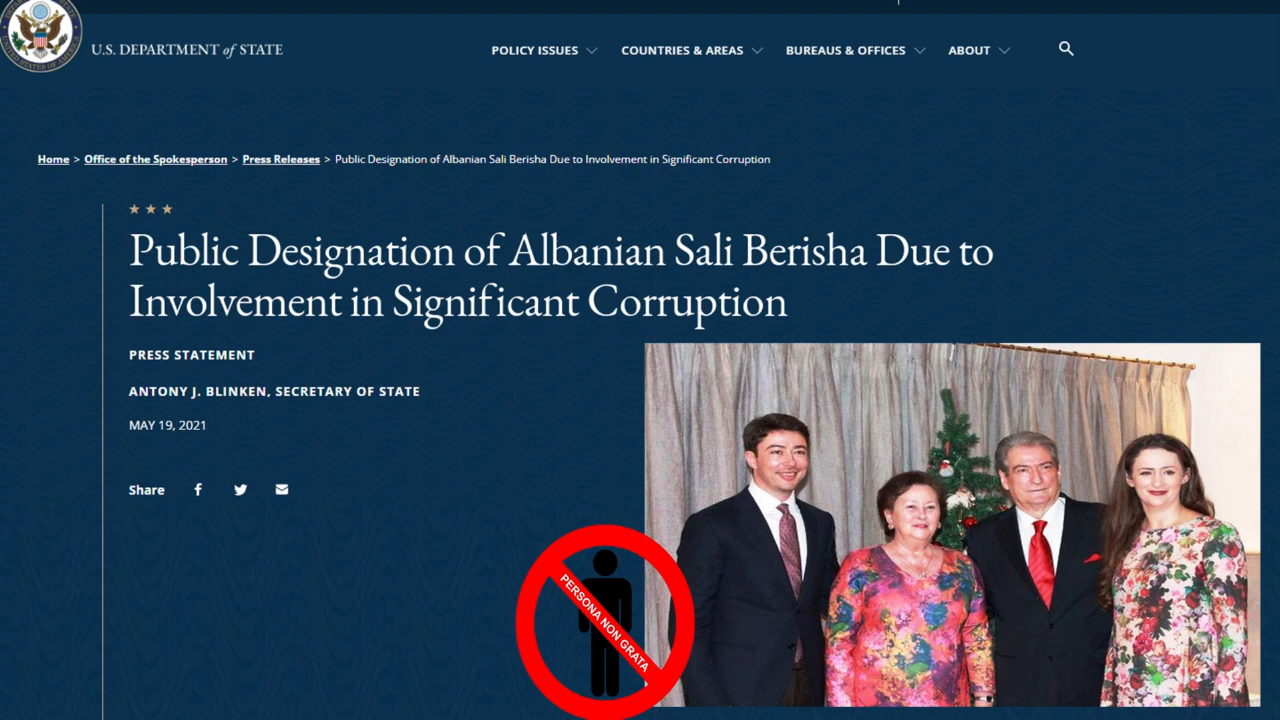 U.S. DEPARTMENT of STATE
POLICY ISSUES
COUNTRIES & AREAS
BUREAUS & OFFICES
ABOUT
Home > Office of the Spokesperson > Press Releases > Public Designation of Albanian Sali Berisha Due to Involvement in Significant Corruption
Public Designation of Albanian Sali Berisha Due to
Involvement in Significant Corruption
PRESS STATEMENT
ANTONY J. BLINKEN, SECRETARY OF STATE
MAY 19, 2021
Share
PERSONA NON GRATA